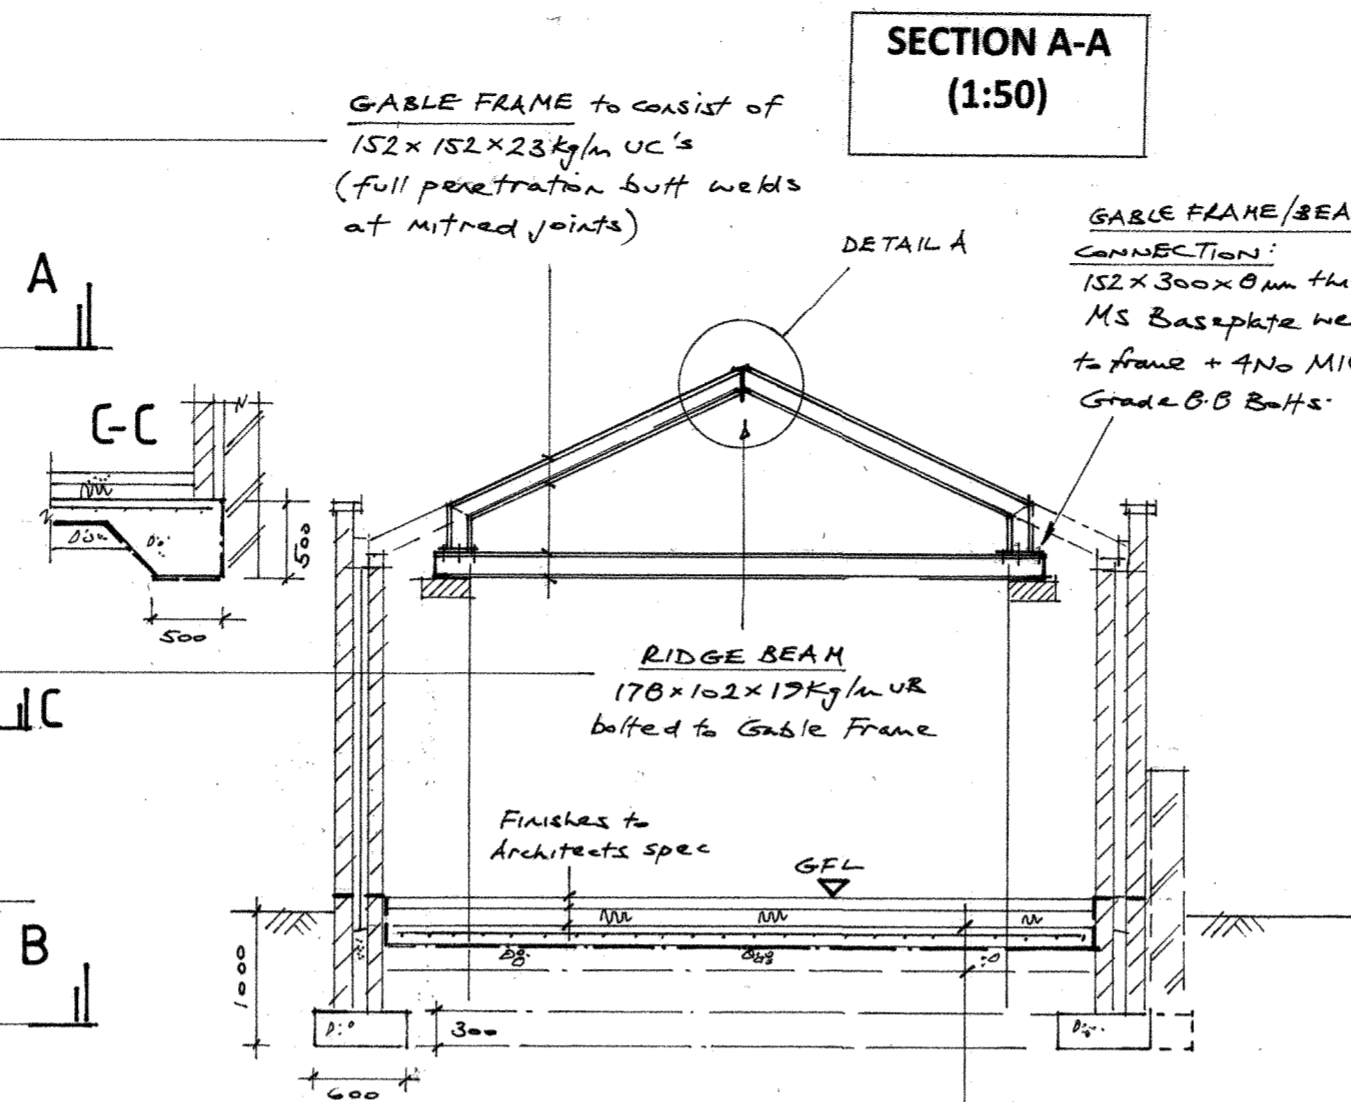 SECTION A-A
(1:50)
GABLE FRAME to consist of
152 x 152 x 23 kg/m UC's
(full penetration butt welds
at mitred joints)
DETAIL A
GABLE FRAME/BEA
CONNECTION:
152 x 300 x 8mm th
MS Baseplate we
to frame + 4No M1
Grade 8.8 Bolts.
A
C-C
500
500
RIDGE BEAM
178 x 102 x 19 Kg/m UB
bolted to Gable Frame
C
Finishes to
Architects spec
GFL
B
1000
300
600